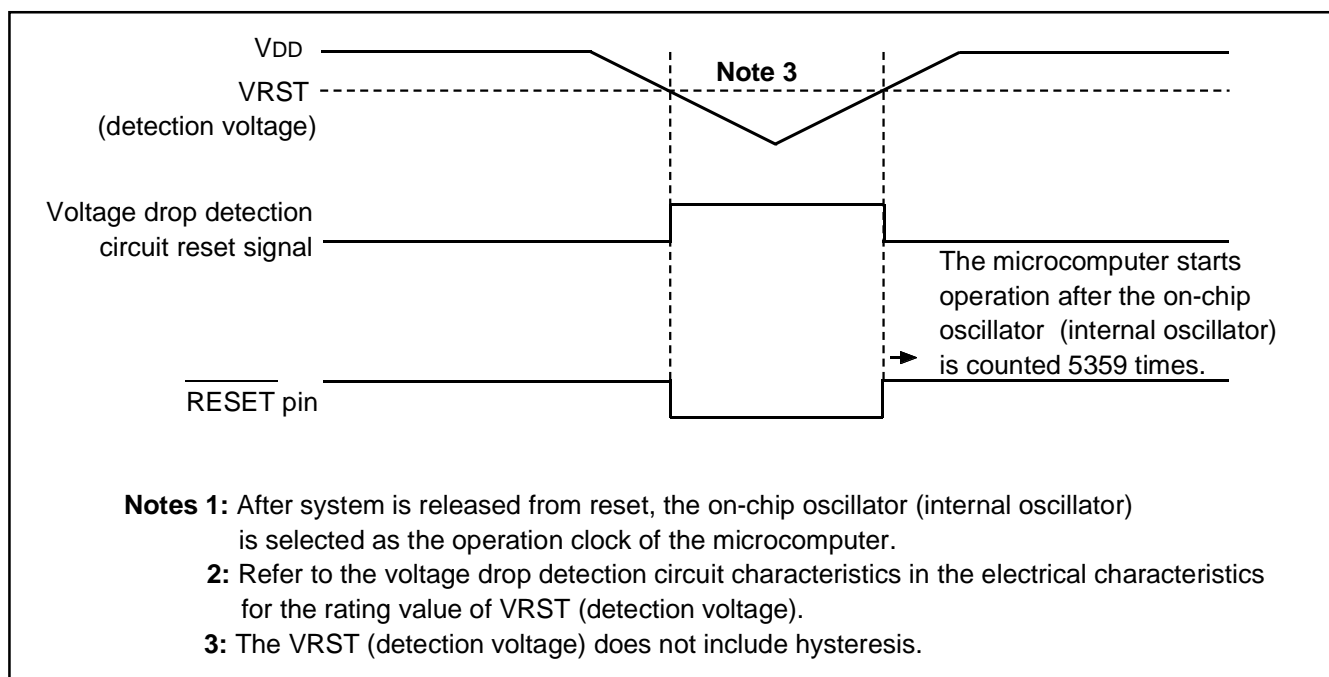 VDD
Note 3
VRST
(detection voltage)
Voltage drop detection
circuit reset signal
The microcomputer starts
operation after the on-chip
oscillator (internal oscillator)
is counted 5359 times.
RESET pin
Notes 1: After system is released from reset, the on-chip oscillator (internal oscillator)
is selected as the operation clock of the microcomputer.
2: Refer to the voltage drop detection circuit characteristics in the electrical characteristics
for the rating value of VRST (detection voltage).
3: The VRST (detection voltage) does not include hysteresis.